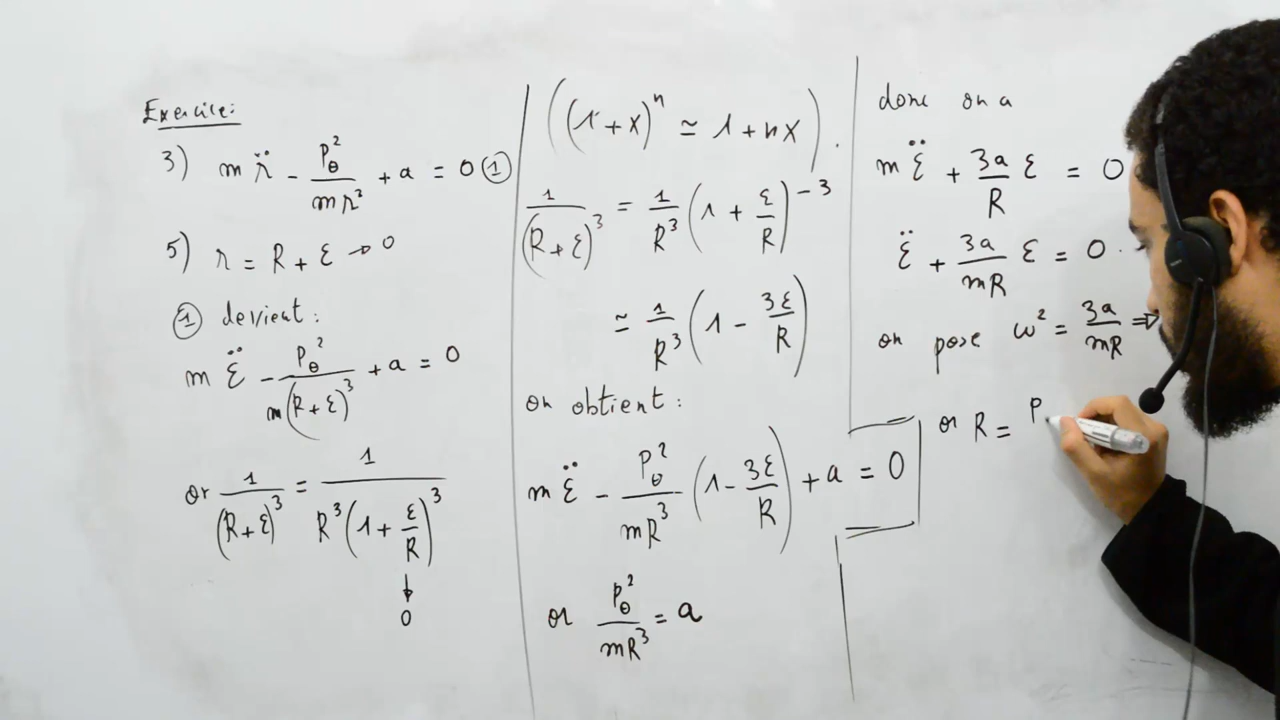 Exercice:
3) m r̈ - P_θ²/(m r²) + a = 0 ①
5) r = R + ε → 0
① devient:
m ε̈ - P_θ²/(m(R+ε)³) + a = 0
or 1/(R+ε)³ = 1/(R³(1 + ε/R)³)
↓
0
((1+x)ⁿ ≃ 1+nx).
1/(R+ε)³ = 1/R³ (1 + ε/R)⁻³
≃ 1/R³ (1 - 3ε/R)
on obtient:
m ε̈ - P_θ²/(mR³) (1 - 3ε/R) + a = 0
or P_θ²/(mR³) = a
donc on a
m ε̈ + 3a/R ε = 0
ε̈ + 3a/(mR) ε = 0.
on pose ω² = 3a/(mR) ⇒
or R = P